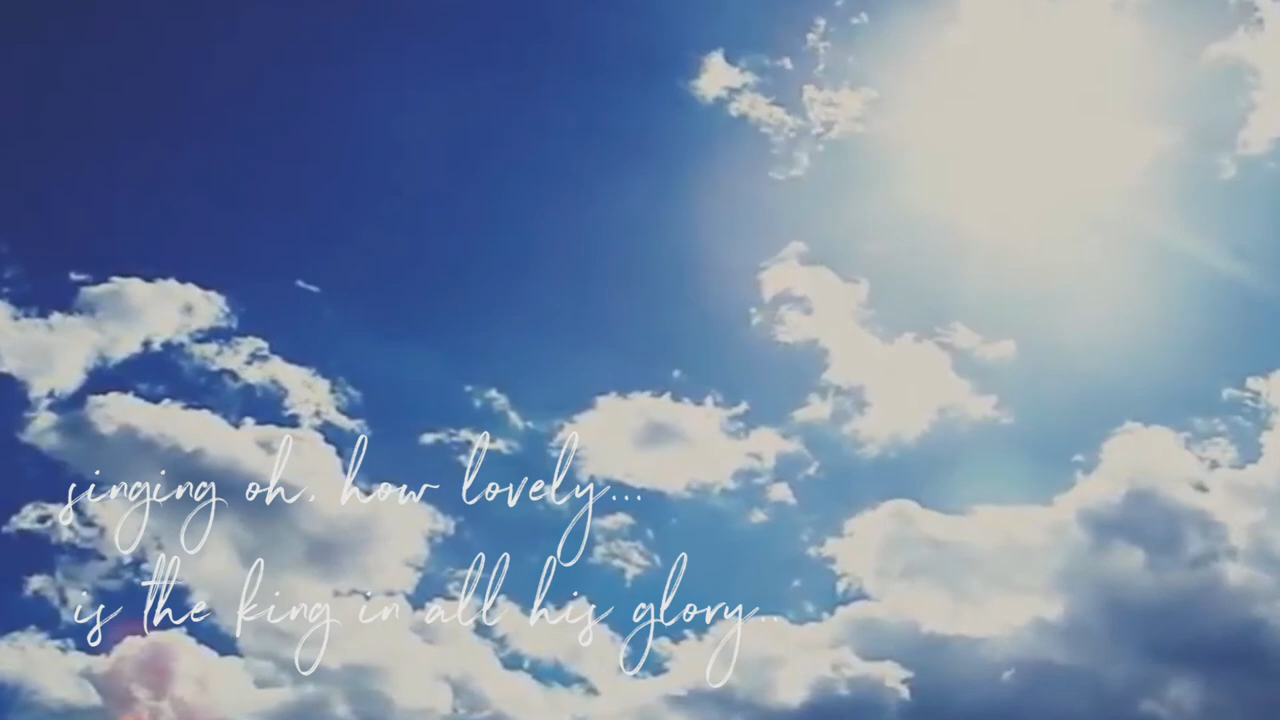 singing oh, how lovely...
is the king in all his glory...